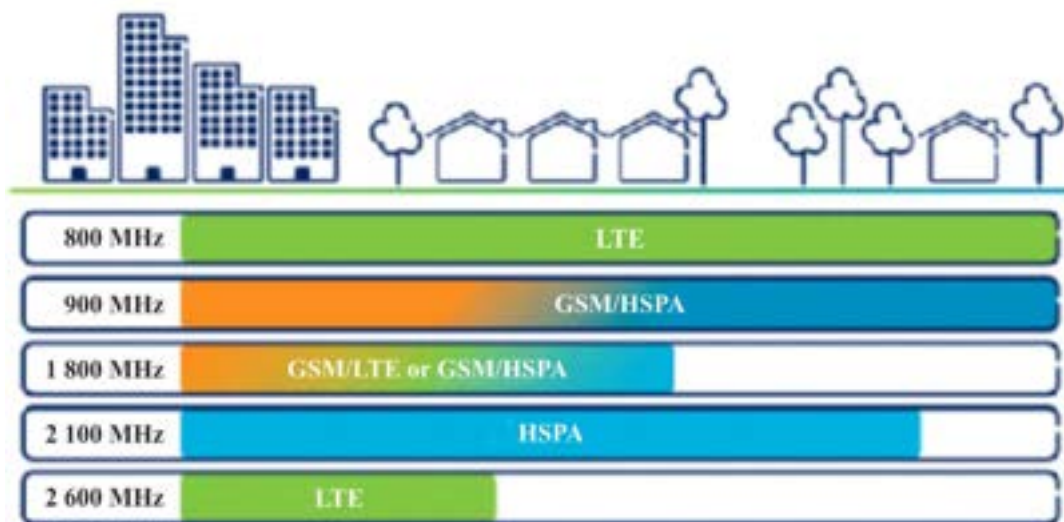 800 MHz LTE
900 MHz GSM/HSPA
1 800 MHz GSM/LTE or GSM/HSPA
2 100 MHz HSPA
2 600 MHz LTE